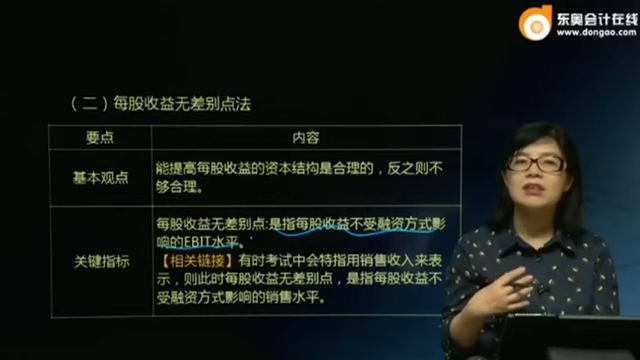 东奥会计在线
www.dongao.com
（二）每股收益无差别点法
要点
内容
基本观点
能提高每股收益的资本结构是合理的，反之则不
够合理。
关键指标
每股收益无差别点:是指每股收益不受融资方式影
响的EBIT水平。
【相关链接】有时考试中会特指用销售收入来表
示，则此时每股收益无差别点，是指每股收益不
受融资方式影响的销售水平。